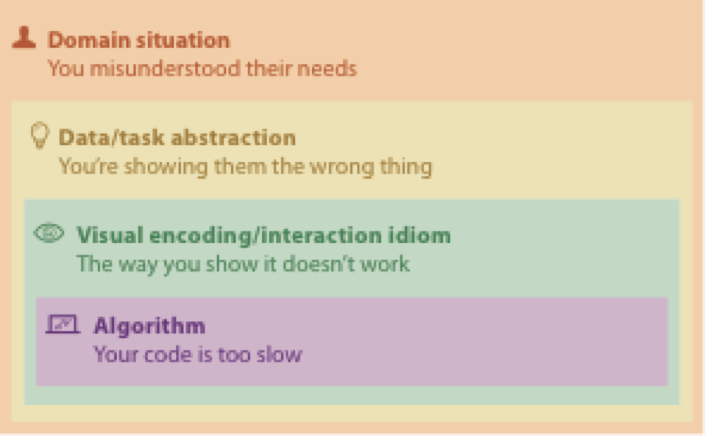 Domain situation
You misunderstood their needs
Data/task abstraction
You’re showing them the wrong thing
Visual encoding/interaction idiom
The way you show it doesn’t work
Algorithm
Your code is too slow